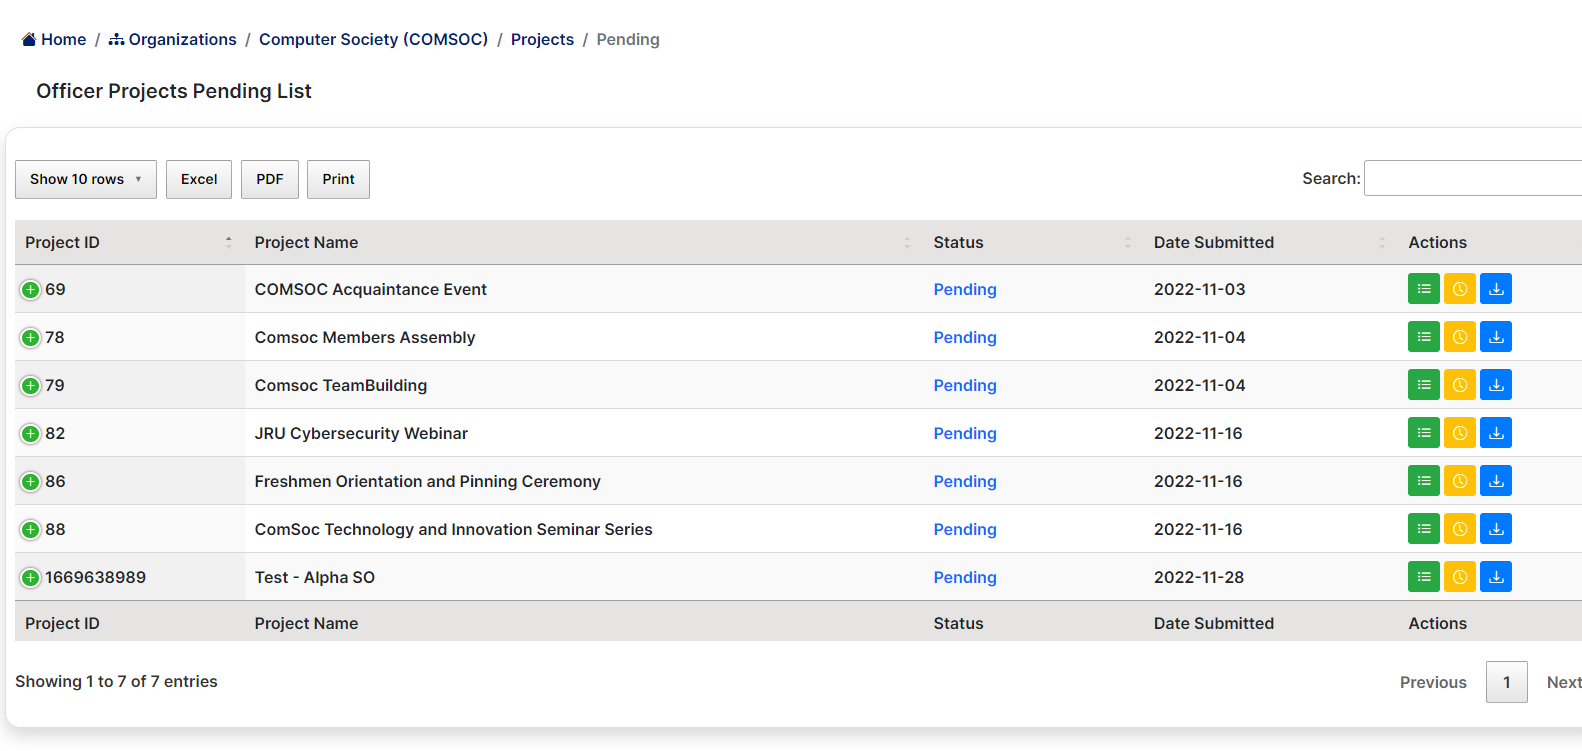 Home / Organizations / Computer Society (COMSOC) / Projects / Pending
Officer Projects Pending List
Show 10 rows Excel PDF Print Search:
Project ID Project Name Status Date Submitted Actions
69 COMSOC Acquaintance Event Pending 2022-11-03
78 Comsoc Members Assembly Pending 2022-11-04
79 Comsoc TeamBuilding Pending 2022-11-04
82 JRU Cybersecurity Webinar Pending 2022-11-16
86 Freshmen Orientation and Pinning Ceremony Pending 2022-11-16
88 ComSoc Technology and Innovation Seminar Series Pending 2022-11-16
1669638989 Test - Alpha SO Pending 2022-11-28
Project ID Project Name Status Date Submitted Actions
Showing 1 to 7 of 7 entries Previous 1 Next